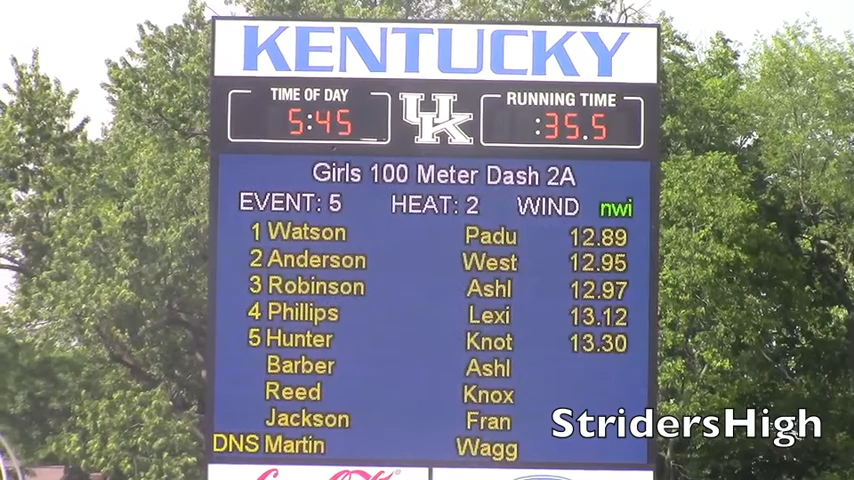 KENTUCKY
TIME OF DAY
5:45
UK
RUNNING TIME
:35.5
Girls 100 Meter Dash 2A
EVENT: 5 HEAT: 2 WIND nwi
1 Watson Padu 12.89
2 Anderson West 12.95
3 Robinson Ashl 12.97
4 Phillips Lexi 13.12
5 Hunter Knot 13.30
Barber Ashl
Reed Knox
Jackson Fran
DNS Martin Wagg
StridersHigh